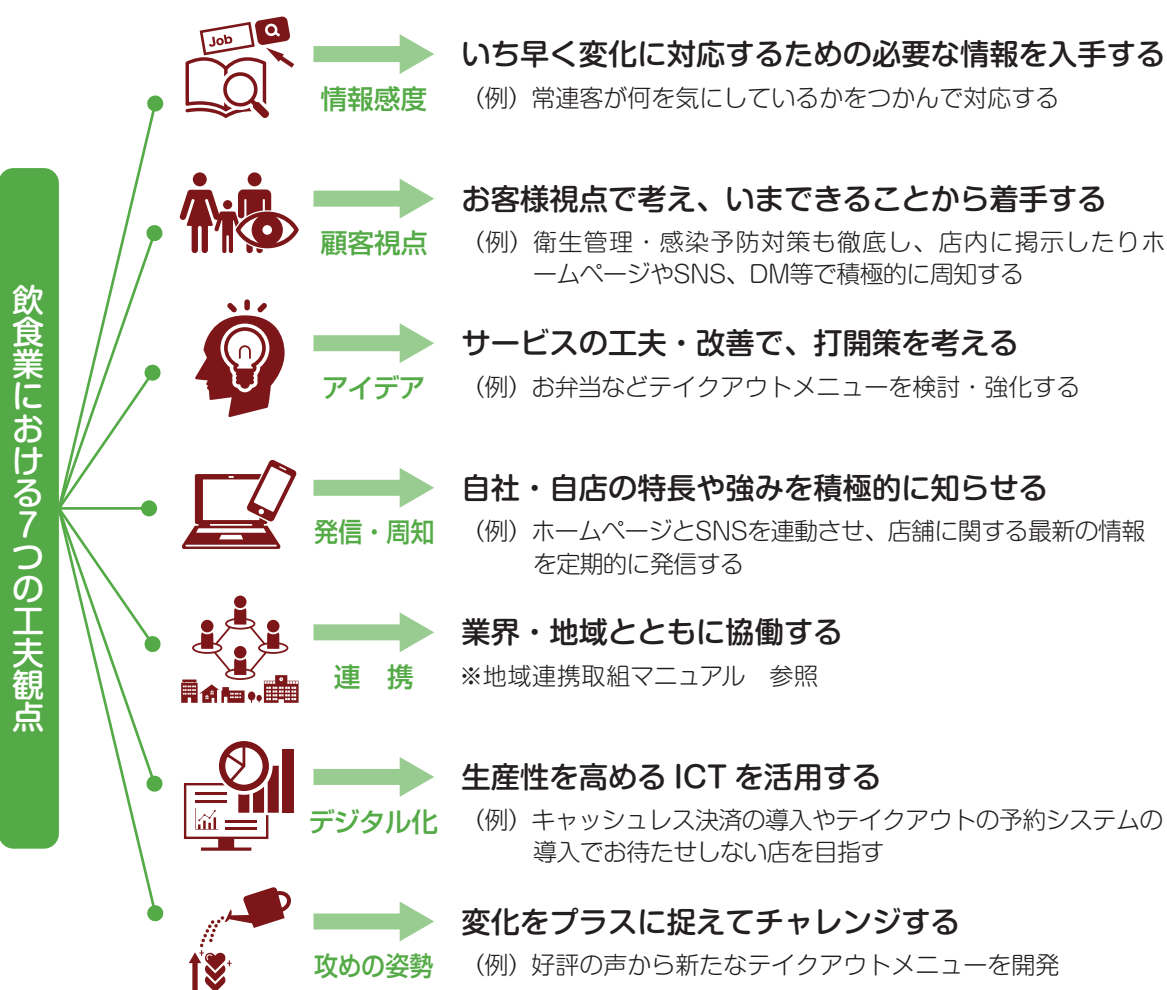 飲食業における7つの工夫観点
Job
情報感度
いち早く変化に対応するための必要な情報を入手する
（例）常連客が何を気にしているかをつかんで対応する
顧客視点
お客様視点で考え、いまできることから着手する
（例）衛生管理・感染予防対策も徹底し、店内に掲示したりホ
ームページやSNS、DM等で積極的に周知する
アイデア
サービスの工夫・改善で、打開策を考える
（例）お弁当などテイクアウトメニューを検討・強化する
発信・周知
自社・自店の特長や強みを積極的に知らせる
（例）ホームページとSNSを連動させ、店舗に関する最新の情報
を定期的に発信する
連　携
業界・地域とともに協働する
※地域連携取組マニュアル　参照
デジタル化
生産性を高める ICT を活用する
（例）キャッシュレス決済の導入やテイクアウトの予約システムの
導入でお待たせしない店を目指す
攻めの姿勢
変化をプラスに捉えてチャレンジする
（例）好評の声から新たなテイクアウトメニューを開発